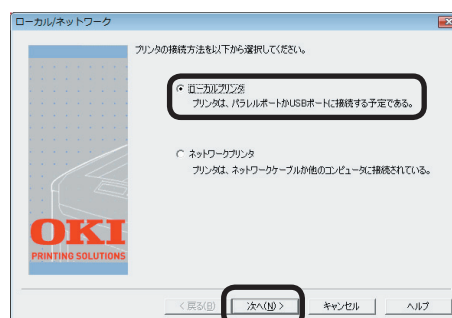 ローカル/ネットワーク
プリンタの接続方法を以下から選択してください。
ローカルプリンタ
プリンタは、パラレルポートかUSBポートに接続する予定である。
ネットワークプリンタ
プリンタは、ネットワークケーブルか他のコンピュータに接続されている。
OKI
PRINTING SOLUTIONS
< 戻る(B)
次へ(N) >
キャンセル
ヘルプ